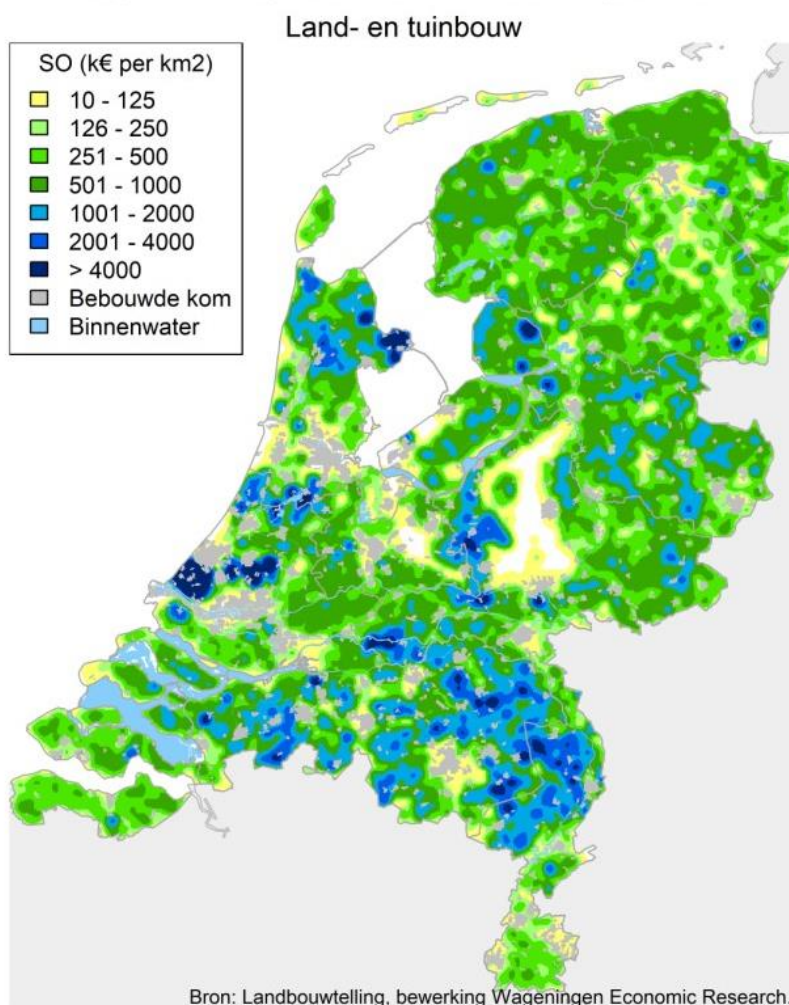 Land- en tuinbouw
SO (k€ per km2)
10 - 125
126 - 250
251 - 500
501 - 1000
1001 - 2000
2001 - 4000
> 4000
Bebouwde kom
Binnenwater
Bron: Landbouwtelling, bewerking Wageningen Economic Research.